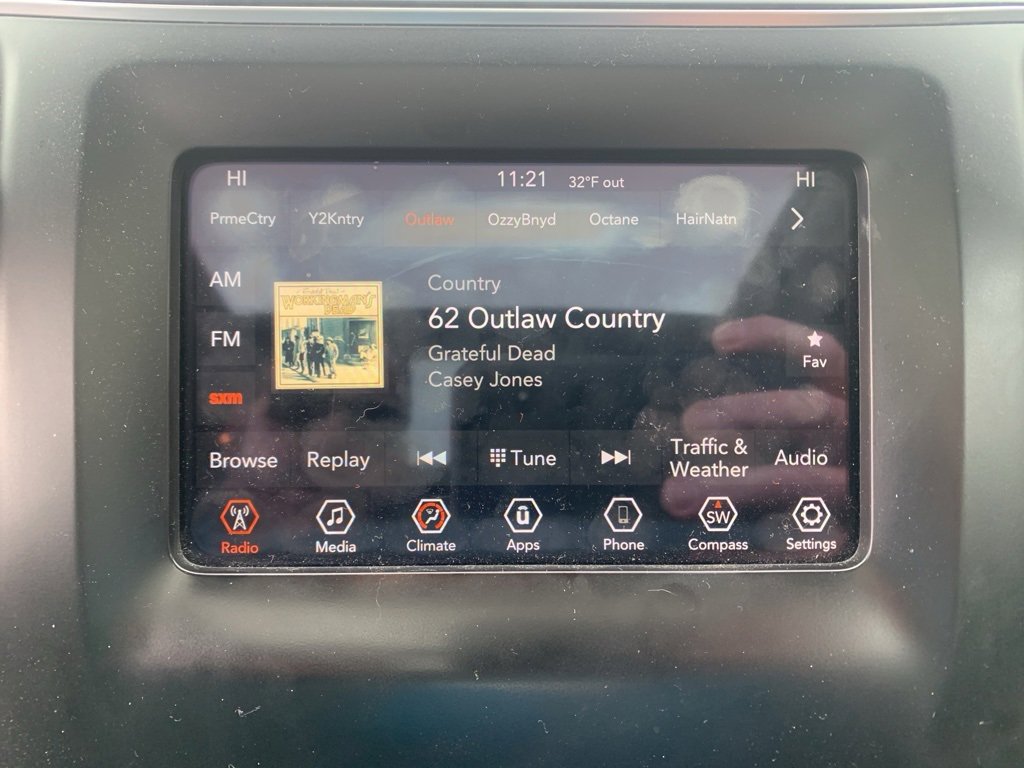 HI 11:21 32°F out HI
PrmeCtry Y2Kntry Outlaw OzzyBnyd Octane HairNatn
AM
FM
sxm
WORKINGMAN'S
DEAD
Country
62 Outlaw Country
Grateful Dead
Casey Jones
Fav
Browse Replay Tune Traffic &
Weather Audio
SW
Radio Media Climate Apps Phone Compass Settings